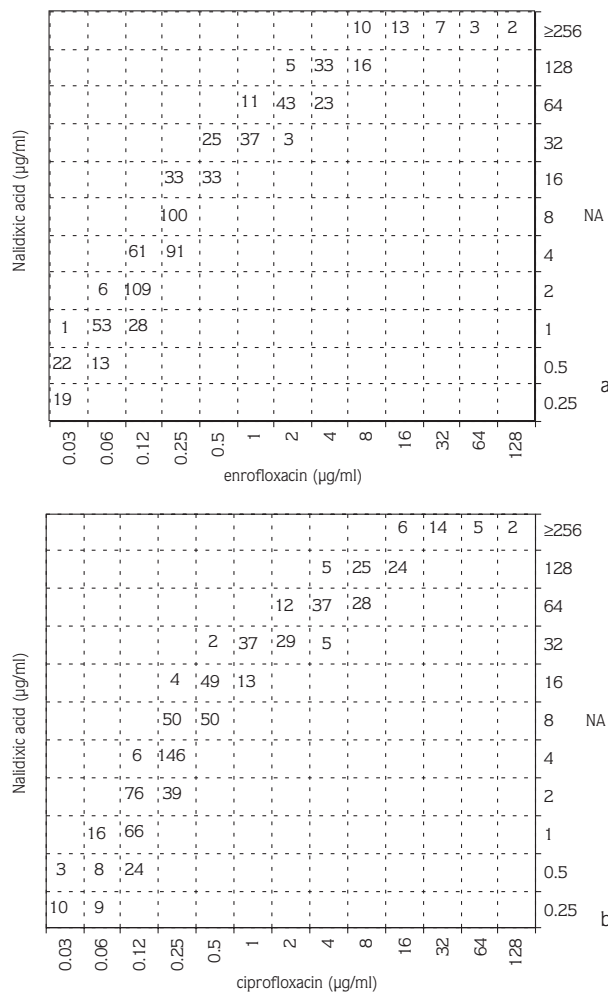 10 13 7 3 2 ≥256
5 33 16 128
11 43 23 64
25 37 3 32
33 33 16
100 8 NA
61 91 4
6 109 2
1 53 28 1
22 13 0.5
19 0.25
Nalidixic acid (µg/ml)
a
0.03 0.06 0.12 0.25 0.5 1 2 4 8 16 32 64 128
enrofloxacin (µg/ml)
6 14 5 2 ≥256
5 25 24 128
12 37 28 64
2 37 29 5 32
4 49 13 16
50 50 8 NA
6 146 4
76 39 2
16 66 1
3 8 24 0.5
10 9 0.25
Nalidixic acid (µg/ml)
b
0.03 0.06 0.12 0.25 0.5 1 2 4 8 16 32 64 128
ciprofloxacin (µg/ml)